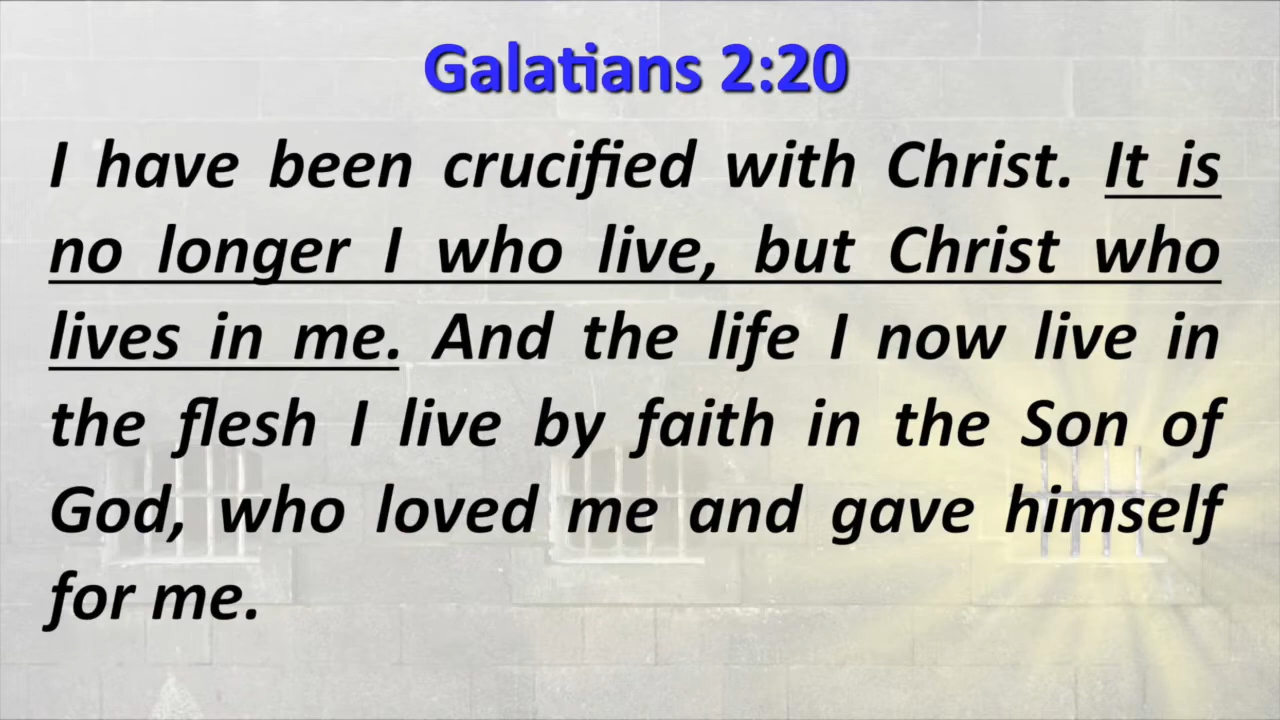 Galatians 2:20
I have been crucified with Christ. It is
no longer I who live, but Christ who
lives in me. And the life I now live in
the flesh I live by faith in the Son of
God, who loved me and gave himself
for me.